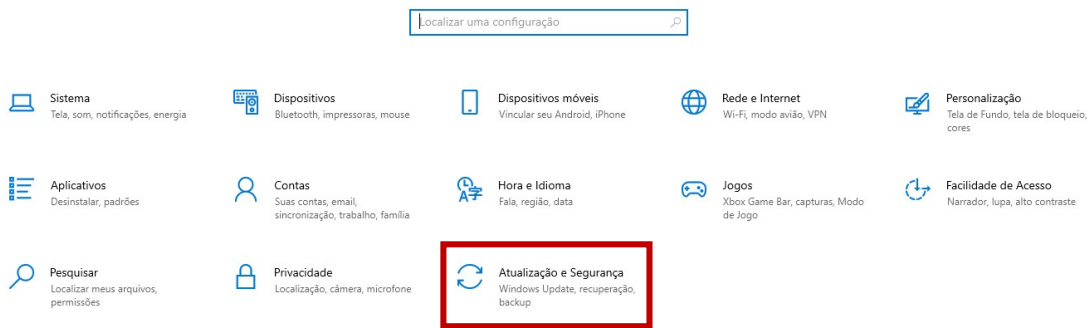 Localizar uma configuração
Sistema
Tela, som, notificações, energia
Dispositivos
Bluetooth, impressoras, mouse
Dispositivos móveis
Vincular seu Android, iPhone
Rede e Internet
Wi-Fi, modo avião, VPN
Personalização
Tela de Fundo, tela de bloqueio,
cores
Aplicativos
Desinstalar, padrões
Contas
Suas contas, email,
sincronização, trabalho, família
Hora e Idioma
Fala, região, data
Jogos
Xbox Game Bar, capturas, Modo
de Jogo
Facilidade de Acesso
Narrador, lupa, alto contraste
Pesquisar
Localizar meus arquivos,
permissões
Privacidade
Localização, câmera, microfone
Atualização e Segurança
Windows Update, recuperação,
backup